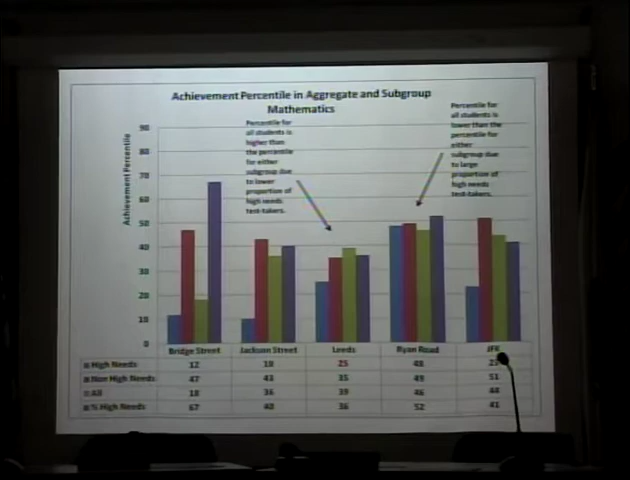 Achievement Percentile in Aggregate and Subgroup
Mathematics
Percentile for
all students is
higher than
the percentile
for either
subgroup due
to lower
proportion of
high needs
test-takers.
Percentile for
all students is
lower than the
percentile for
either
subgroup due
to large
proportion of
high needs
test-takers.
Achievement Percentile
90
80
70
60
50
40
30
20
10
0
Bridge Street Jackson Street Leeds Ryan Road JFK
High Needs 12 25 48
Non High Needs 47 43 35 49 51
All 18 36 39 46 44
% High Needs 67 40 36 52 41